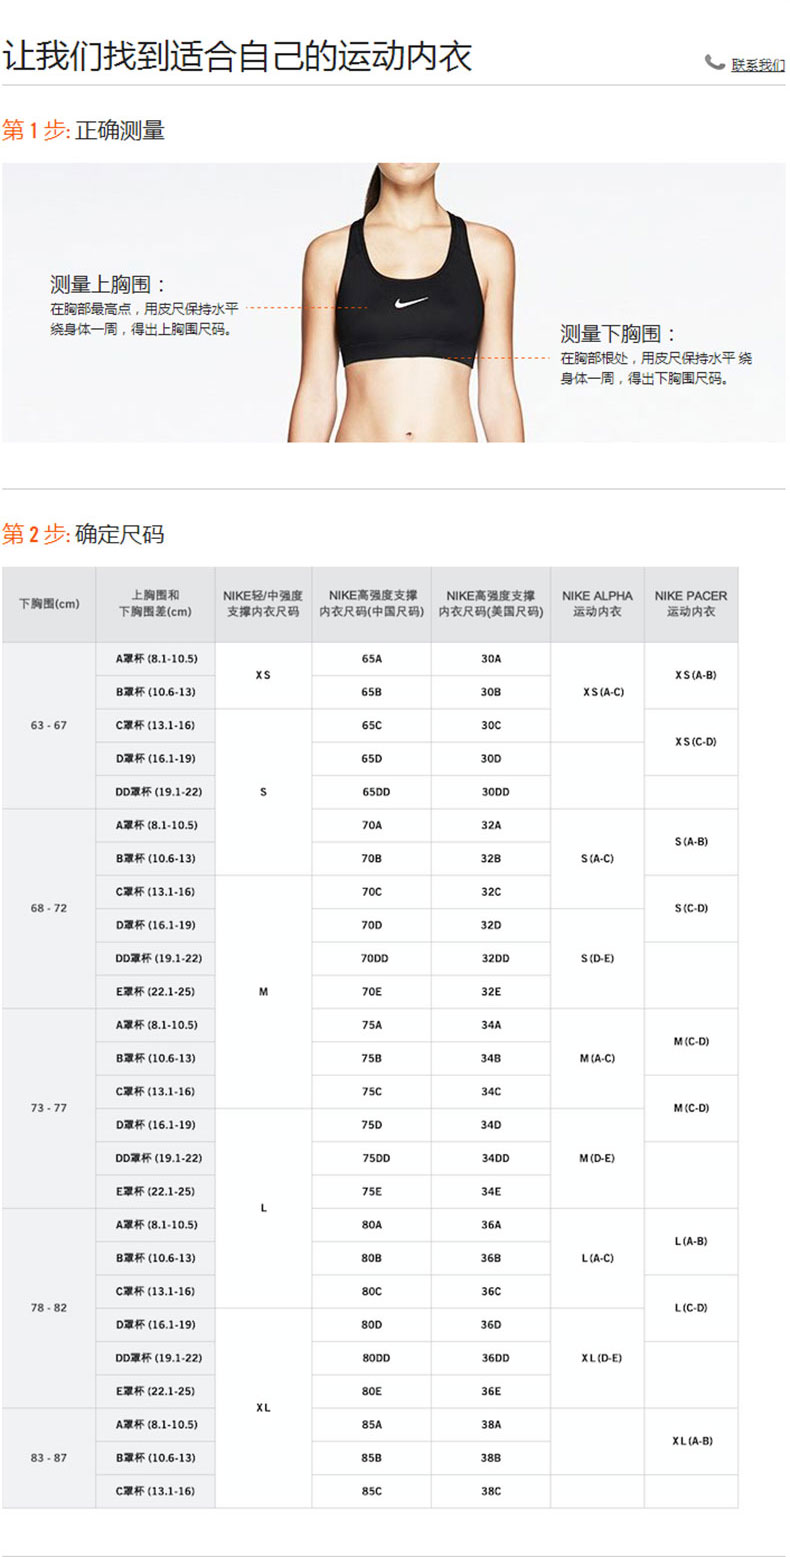 让我们找到适合自己的运动内衣
联系我们
第 1 步: 正确测量
测量上胸围：
在胸部最高点，用皮尺保持水平
绕身体一周，得出上胸围尺码。
测量下胸围：
在胸部根处，用皮尺保持水平 绕
身体一周，得出下胸围尺码。
第 2 步: 确定尺码
下胸围(cm)
上胸围和
下胸围差(cm)
NIKE轻/中强度
支撑内衣尺码
NIKE高强度支撑
内衣尺码(中国尺码)
NIKE高强度支撑
内衣尺码(美国尺码)
NIKE ALPHA
运动内衣
NIKE PACER
运动内衣
63 - 67
A罩杯 (8.1-10.5)
XS
65A
30A
XS(A-C)
XS(A-B)
B罩杯 (10.6-13)
65B
30B
C罩杯 (13.1-16)
S
65C
30C
XS(C-D)
D罩杯 (16.1-19)
65D
30D
DD罩杯 (19.1-22)
65DD
30DD
68 - 72
A罩杯 (8.1-10.5)
70A
32A
S(A-C)
S(A-B)
B罩杯 (10.6-13)
70B
32B
C罩杯 (13.1-16)
M
70C
32C
S(C-D)
D罩杯 (16.1-19)
70D
32D
S(D-E)
DD罩杯 (19.1-22)
70DD
32DD
E罩杯 (22.1-25)
70E
32E
73 - 77
A罩杯 (8.1-10.5)
75A
34A
M(A-C)
M(C-D)
B罩杯 (10.6-13)
75B
34B
C罩杯 (13.1-16)
75C
34C
M(C-D)
D罩杯 (16.1-19)
L
75D
34D
M(D-E)
DD罩杯 (19.1-22)
75DD
34DD
E罩杯 (22.1-25)
75E
34E
78 - 82
A罩杯 (8.1-10.5)
80A
36A
L(A-C)
L(A-B)
B罩杯 (10.6-13)
80B
36B
C罩杯 (13.1-16)
80C
36C
L(C-D)
D罩杯 (16.1-19)
XL
80D
36D
XL(D-E)
DD罩杯 (19.1-22)
80DD
36DD
E罩杯 (22.1-25)
80E
36E
83 - 87
A罩杯 (8.1-10.5)
85A
38A
XL(A-B)
B罩杯 (10.6-13)
85B
38B
C罩杯 (13.1-16)
85C
38C